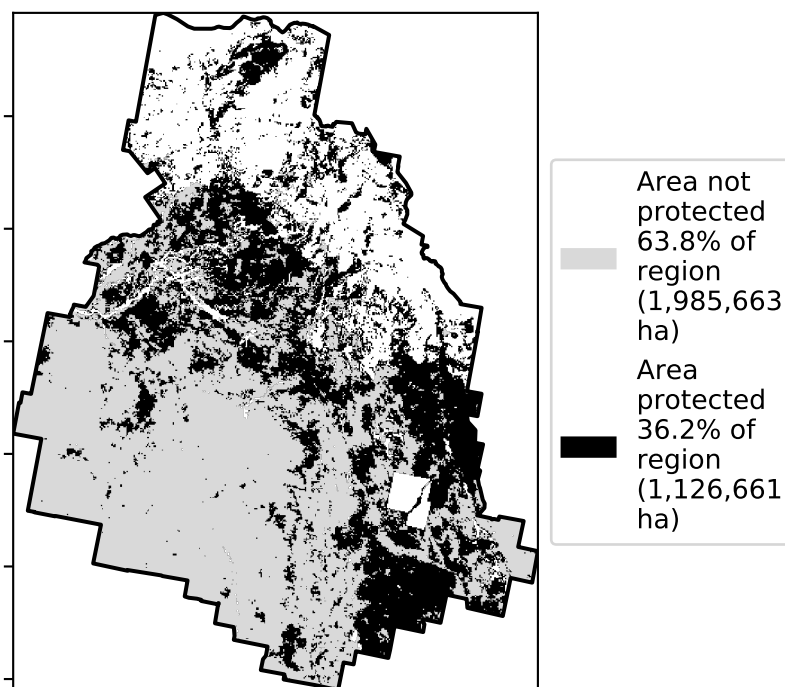 Area not
protected
63.8% of
region
(1,985,663
ha)
Area
protected
36.2% of
region
(1,126,661
ha)